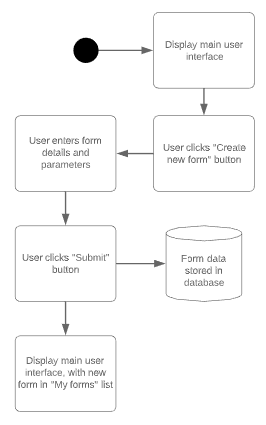 Display main user
interface
User clicks "Create
new form" button
User enters form
details and
parameters
User clicks "Submit"
button
Form data
stored in
database
Display main user
interface, with new
form in "My forms" list